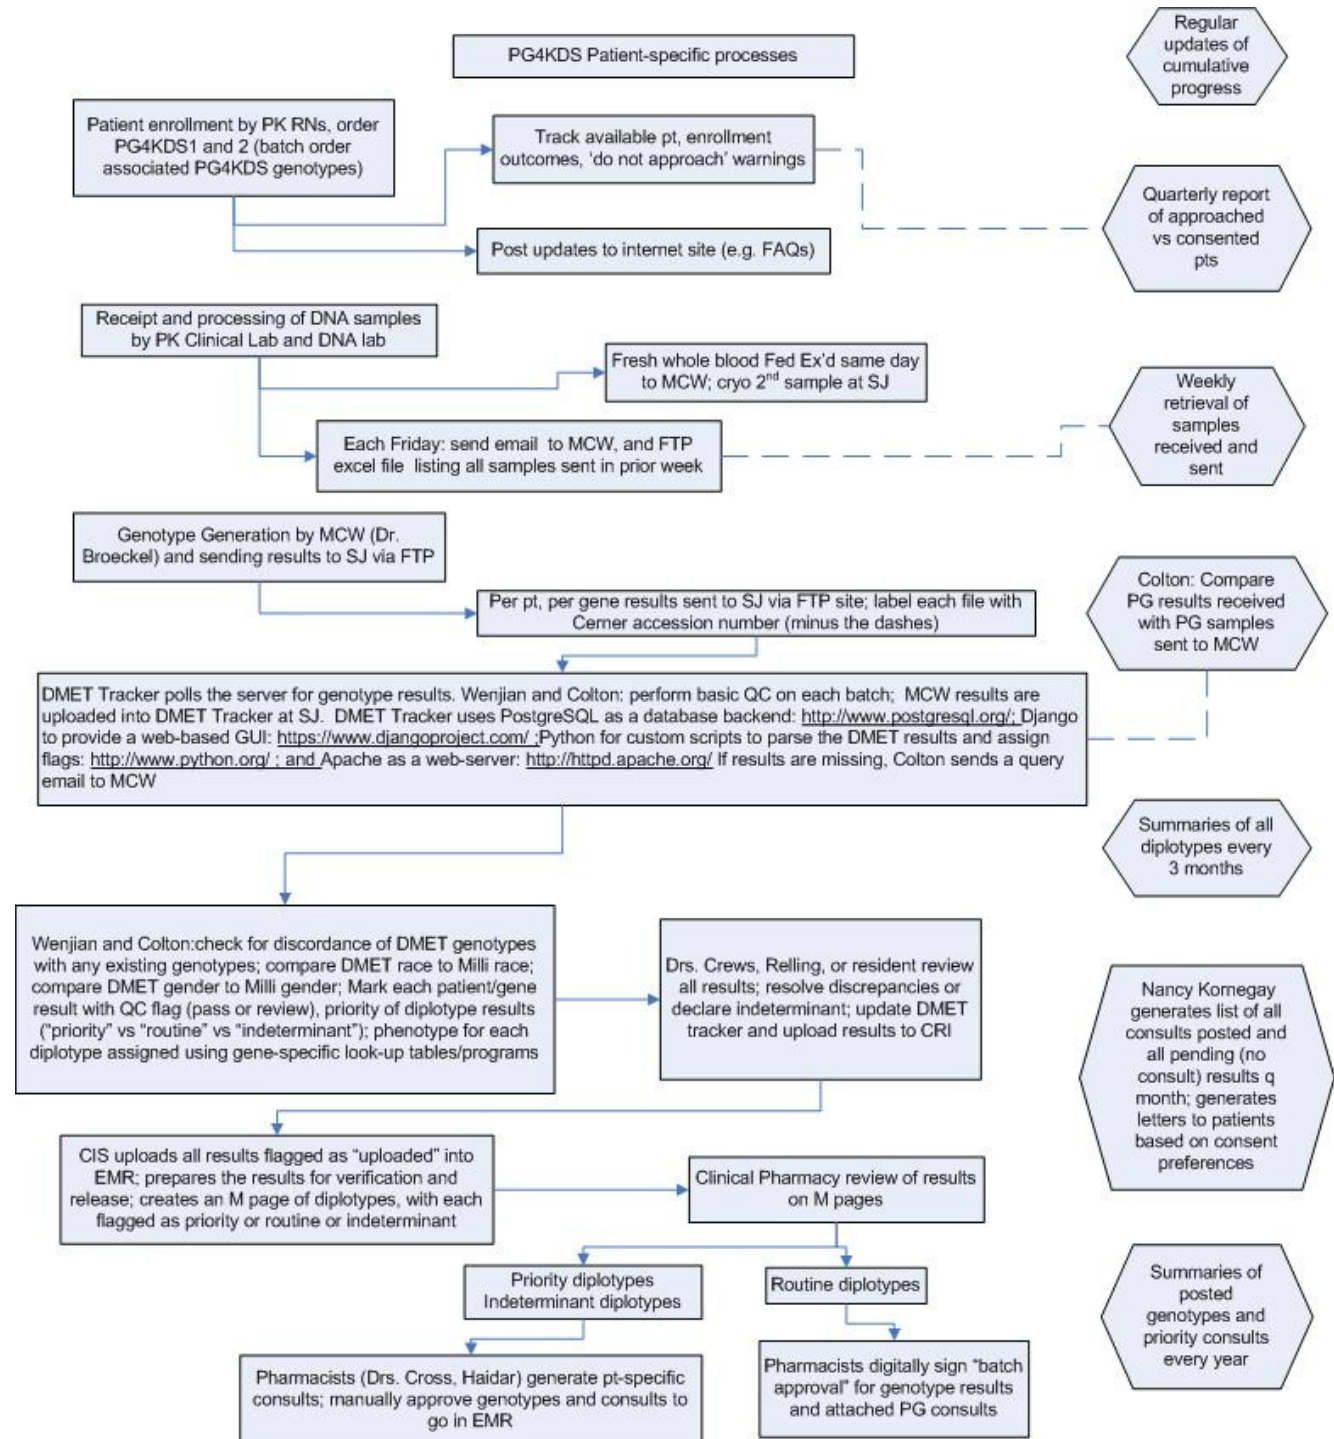 PG4KDS Patient-specific processes
Regular
updates of
cumulative
progress
Patient enrollment by PK RNs, order
PG4KDS1 and 2 (batch order
associated PG4KDS genotypes)
Track available pt, enrollment
outcomes, ‘do not approach’ warnings
Quarterly report
of approached
vs consented
pts
Post updates to internet site (e.g. FAQs)
Receipt and processing of DNA samples
by PK Clinical Lab and DNA lab
Fresh whole blood Fed Ex’d same day
to MCW; cryo 2nd sample at SJ
Weekly
retrieval of
samples
received and
sent
Each Friday: send email to MCW, and FTP
excel file listing all samples sent in prior week
Genotype Generation by MCW (Dr.
Broeckel) and sending results to SJ via FTP
Colton: Compare
PG results received
with PG samples
sent to MCW
Per pt, per gene results sent to SJ via FTP site; label each file with
Cerner accession number (minus the dashes)
DMET Tracker polls the server for genotype results. Wenjian and Colton: perform basic QC on each batch; MCW results are
uploaded into DMET Tracker at SJ. DMET Tracker uses PostgreSQL as a database backend: http://www.postgresql.org/; Django
to provide a web-based GUI: https://www.djangoproject.com/ ;Python for custom scripts to parse the DMET results and assign
flags: http://www.python.org/ ; and Apache as a web-server: http://httpd.apache.org/ If results are missing, Colton sends a query
email to MCW
Summaries of all
diplotypes every
3 months
Wenjian and Colton:check for discordance of DMET genotypes
with any existing genotypes; compare DMET race to Milli race;
compare DMET gender to Milli gender; Mark each patient/gene
result with QC flag (pass or review), priority of diplotype results
(“priority” vs “routine” vs “indeterminant”); phenotype for each
diplotype assigned using gene-specific look-up tables/programs
Drs. Crews, Relling, or resident review
all results; resolve discrepancies or
declare indeterminant; update DMET
tracker and upload results to CRI
Nancy Kornegay
generates list of all
consults posted and
all pending (no
consult) results q
month; generates
letters to patients
based on consent
preferences
CIS uploads all results flagged as “uploaded” into
EMR; prepares the results for verification and
release; creates an M page of diplotypes, with each
flagged as priority or routine or indeterminant
Clinical Pharmacy review of results
on M pages
Priority diplotypes
Indeterminant diplotypes
Routine diplotypes
Summaries of
posted
genotypes and
priority consults
every year
Pharmacists (Drs. Cross, Haidar) generate pt-specific
consults; manually approve genotypes and consults to
go in EMR
Pharmacists digitally sign “batch
approval” for genotype results
and attached PG consults